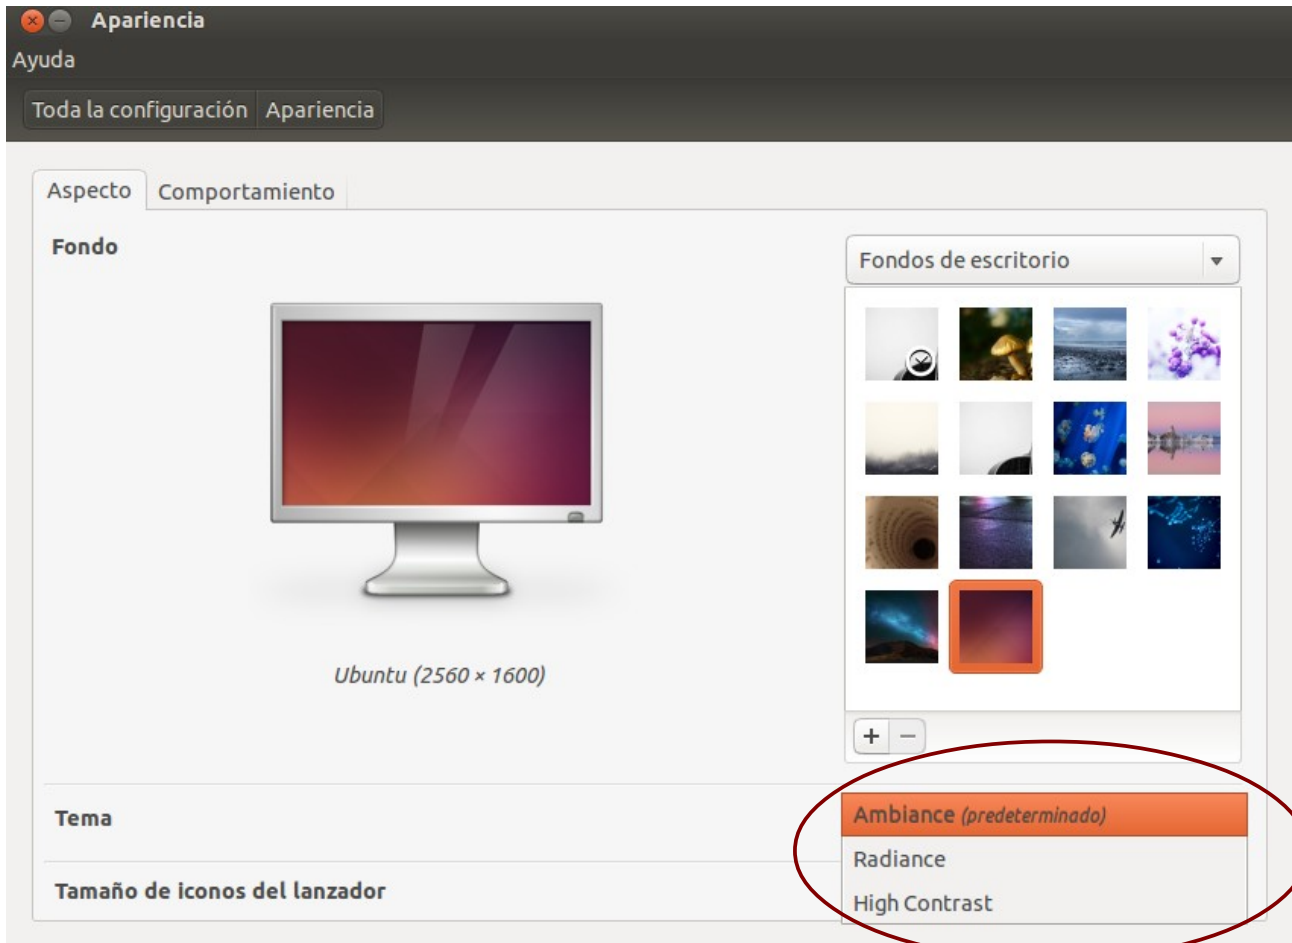 Apariencia
Ayuda
Toda la configuración Apariencia
Aspecto Comportamiento
Fondo
Fondos de escritorio
Ubuntu (2560 × 1600)
+ −
Tema
Ambiance (predeterminado)
Radiance
Tamaño de iconos del lanzador
High Contrast